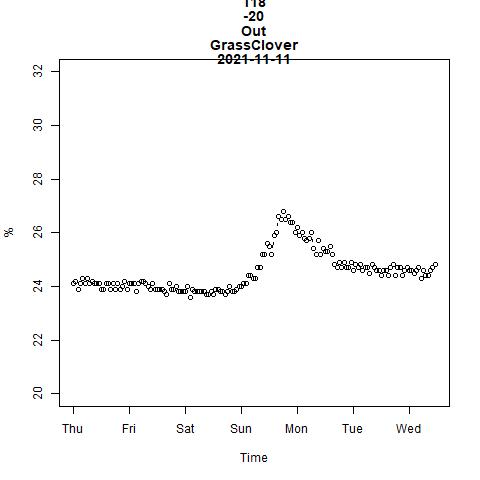 T18
-20
Out
GrassClover
2021-11-11
32
30
28
26
24
22
20
%
Thu Fri Sat Sun Mon Tue Wed
Time